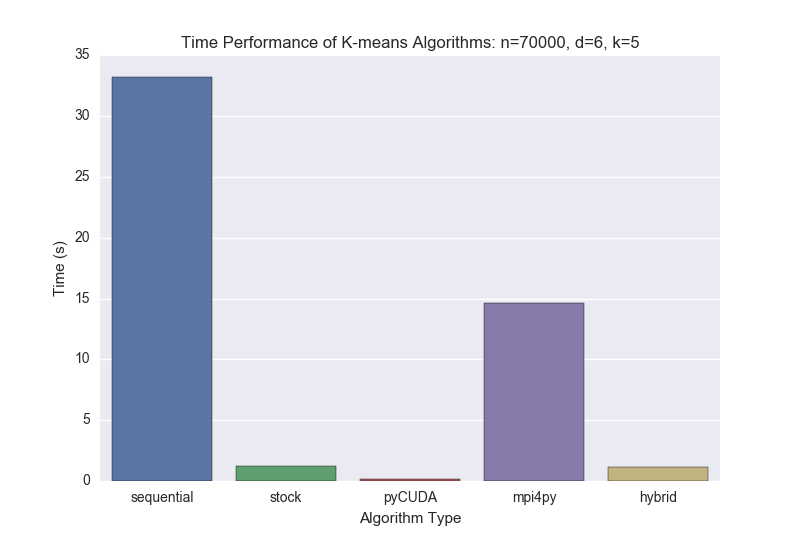 Time Performance of K-means Algorithms: n=70000, d=6, k=5
35
30
25
20
15
10
5
0
Time (s)
sequential stock pyCUDA mpi4py hybrid
Algorithm Type